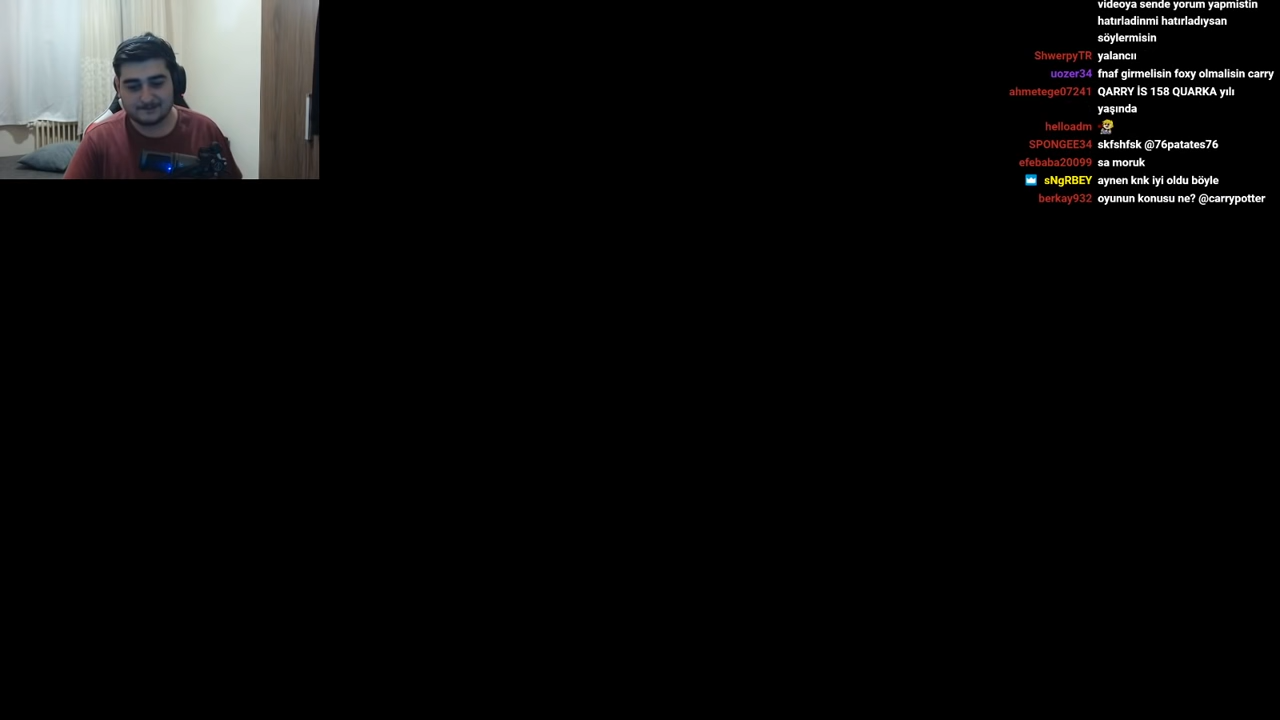 videoya sende yorum yapmistin
hatırladinmi hatırladıysan
söylermisin
ShwerpyTR yalancıı
uozer34 fnaf girmelisin foxy olmalisin carry
ahmetege07241 QARRY İS 158 QUARKA yılı
yaşında
helloadm
SPONGEE34 skfshfsk @76patates76
efebaba20099 sa moruk
sNgRBEY aynen knk iyi oldu böyle
berkay932 oyunun konusu ne? @carrypotter